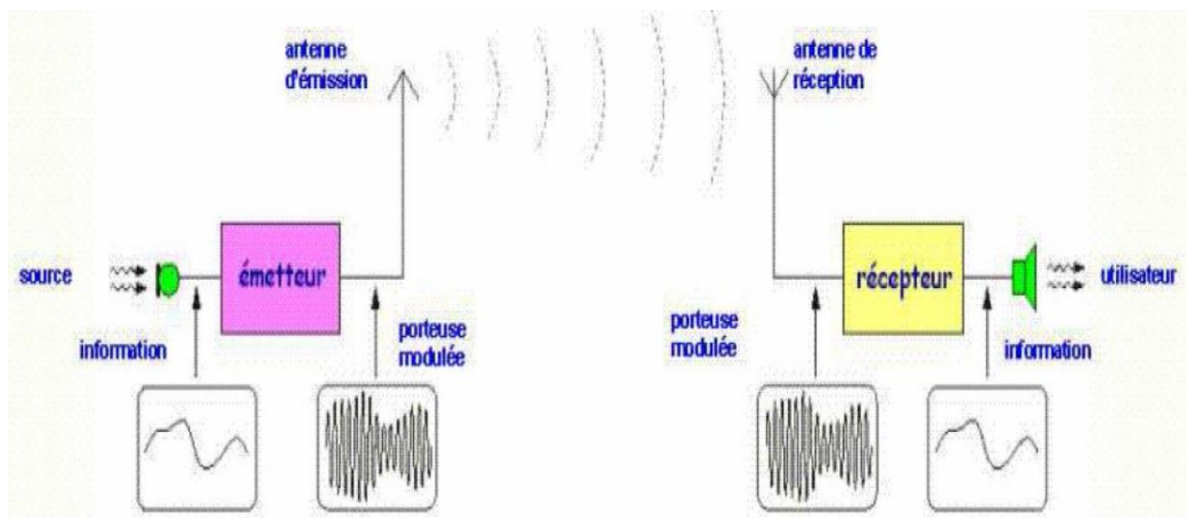 antenne
d'émission
antenne de
réception
source
émetteur
récepteur
utilisateur
information
porteuse
modulée
porteuse
modulée
information